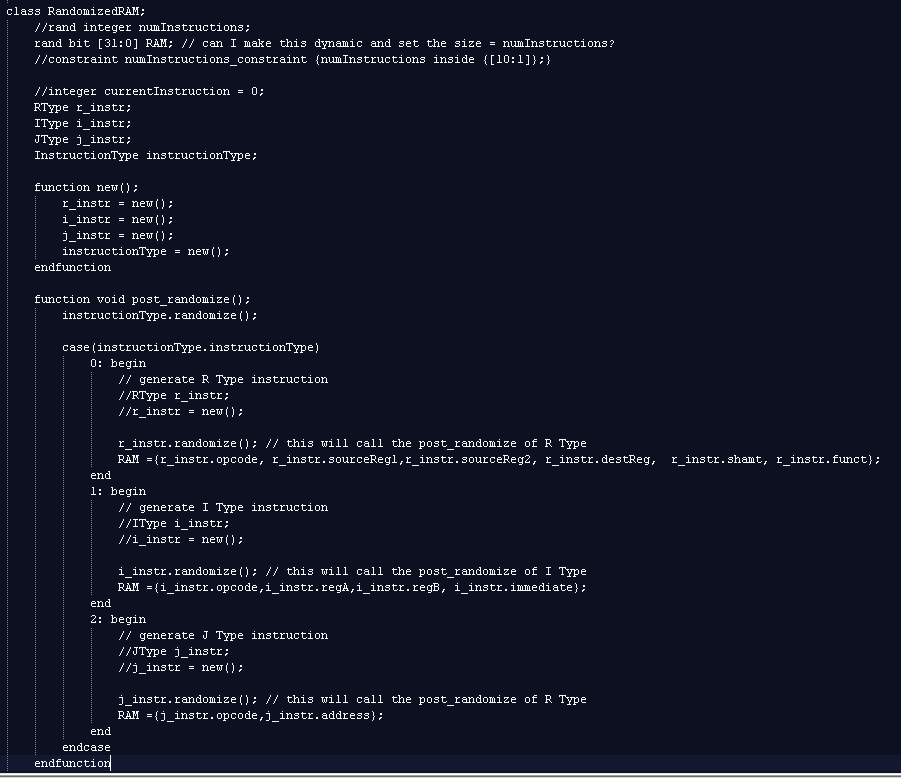 class RandomizedRAM;
//rand integer numInstructions;
rand bit [31:0] RAM; // can I make this dynamic and set the size = numInstructions?
//constraint numInstructions_constraint {numInstructions inside {[10:1]};}
//integer currentInstruction = 0;
RType r_instr;
IType i_instr;
JType j_instr;
InstructionType instructionType;
function new();
r_instr = new();
i_instr = new();
j_instr = new();
instructionType = new();
endfunction
function void post_randomize();
instructionType.randomize();
case(instructionType.instructionType)
0: begin
// generate R Type instruction
//RType r_instr;
//r_instr = new();
r_instr.randomize(); // this will call the post_randomize of R Type
RAM ={r_instr.opcode, r_instr.sourceReg1,r_instr.sourceReg2, r_instr.destReg,  r_instr.shamt, r_instr.funct};
end
1: begin
// generate I Type instruction
//IType i_instr;
//i_instr = new();
i_instr.randomize(); // this will call the post_randomize of I Type
RAM ={i_instr.opcode,i_instr.regA,i_instr.regB, i_instr.immediate};
end
2: begin
// generate J Type instruction
//JType j_instr;
//j_instr = new();
j_instr.randomize(); // this will call the post_randomize of R Type
RAM ={j_instr.opcode,j_instr.address};
end
endcase
endfunction